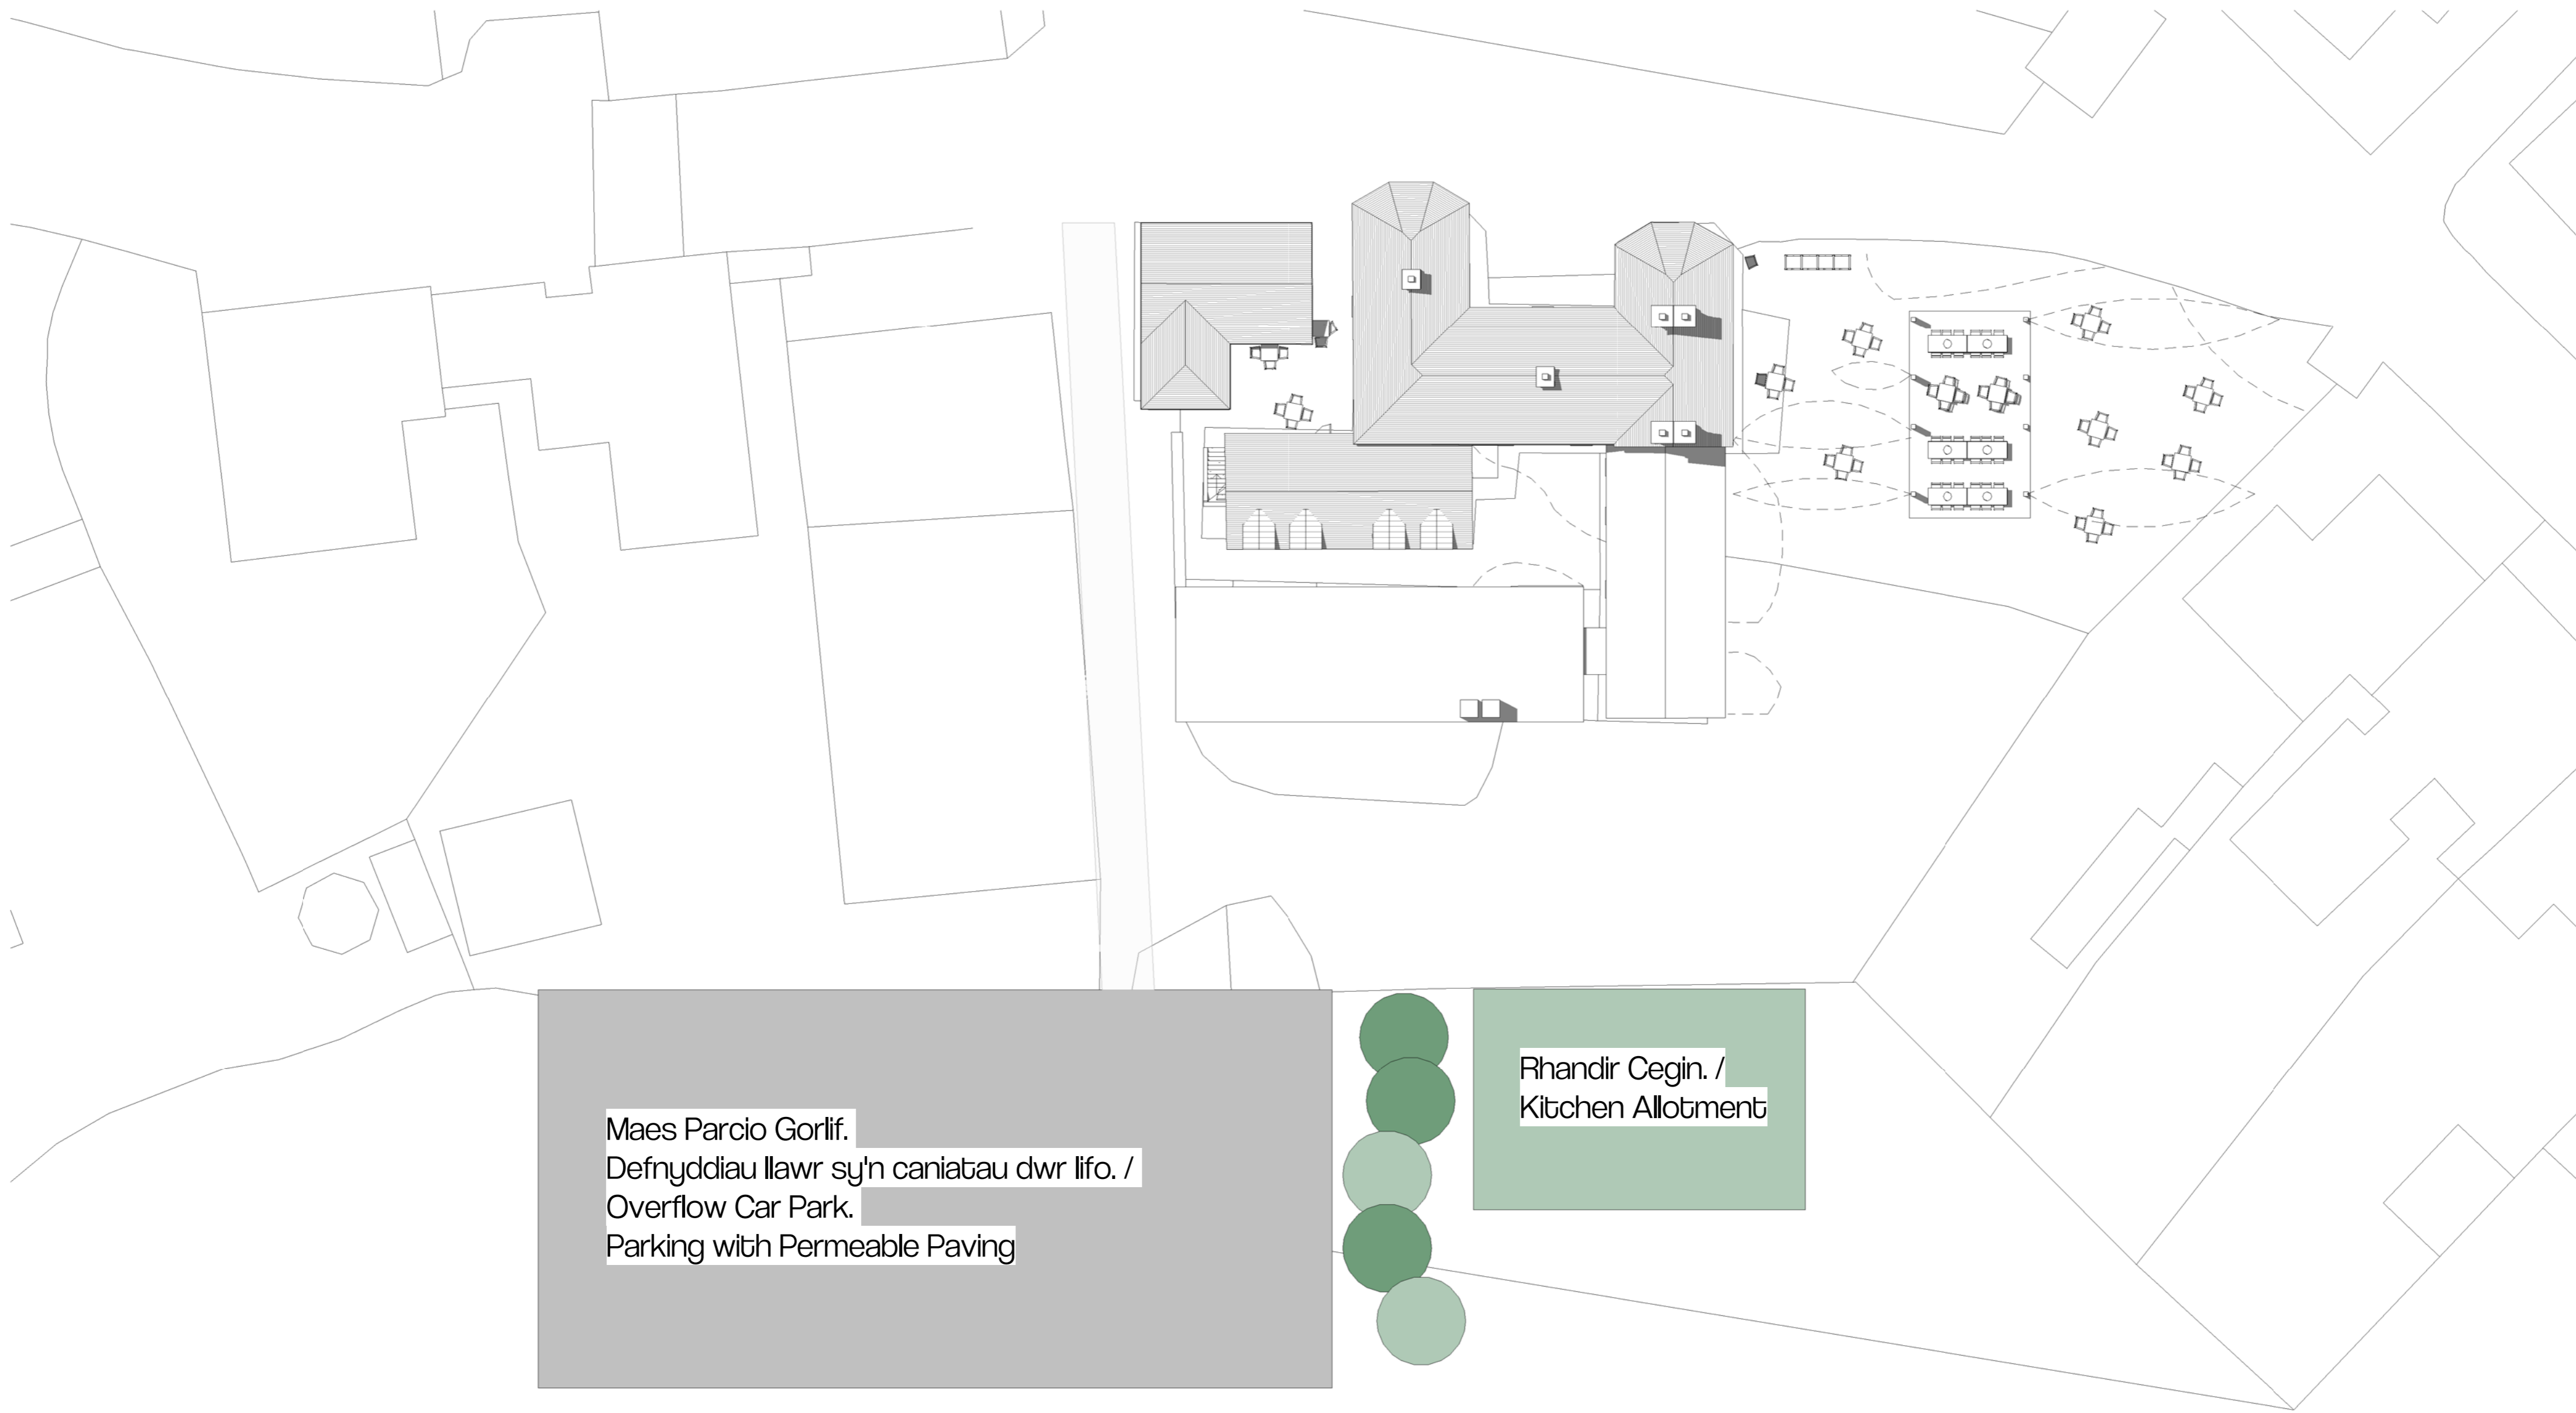 Maes Parcio Gorlif.
Defnyddiau llawr sy'n caniatau dwr lifo. /
Overflow Car Park.
Parking with Permeable Paving
Rhandir Cegin. /
Kitchen Allotment